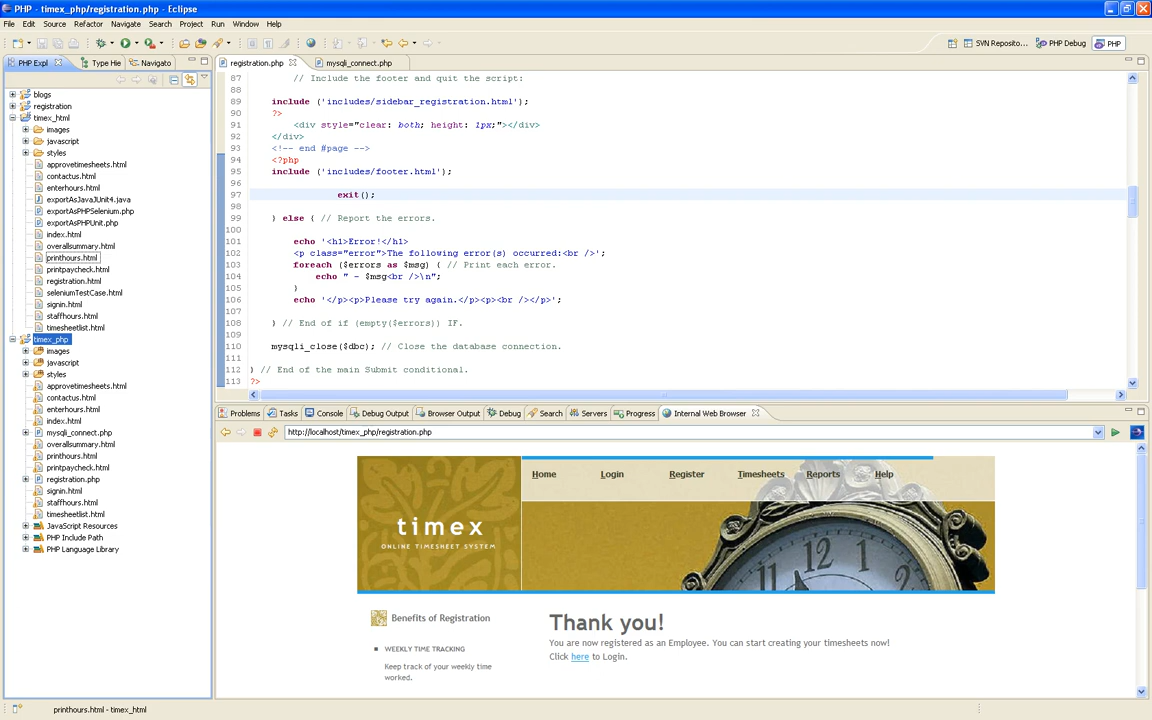 PHP - timex_php/registration.php - Eclipse
File Edit Source Refactor Navigate Search Project Run Window Help
SVN Reposito... PHP Debug PHP
PHP Expl Type Hie Navigato
registration.php mysqli_connect.php
blogs
registration
timex_html
images
javascript
styles
approvetimesheets.html
contactus.html
enterhours.html
exportAsJavaJUnit4.java
exportAsPHPSelenium.php
exportAsPHPUnit.php
index.html
overallsummary.html
printhours.html
printpaycheck.html
registration.html
seleniumTestCase.html
signin.html
staffhours.html
timesheetlist.html
timex_php
images
javascript
styles
approvetimesheets.html
contactus.html
enterhours.html
index.html
mysqli_connect.php
overallsummary.html
printhours.html
printpaycheck.html
registration.php
signin.html
staffhours.html
timesheetlist.html
JavaScript Resources
PHP Include Path
PHP Language Library
87 // Include the footer and quit the script:
88
89 include ('includes/sidebar_registration.html');
90 ?>
91 <div style="clear: both; height: 1px;"></div>
92 </div>
93 <!-- end #page -->
94 <?php
95 include ('includes/footer.html');
96
97 exit();
98
99 } else { // Report the errors.
100
101 echo '<h1>Error!</h1>
102 <p class="error">The following error(s) occurred:<br />';
103 foreach ($errors as $msg) { // Print each error.
104 echo " - $msg<br />\n";
105 }
106 echo '</p><p>Please try again.</p><p><br /></p>';
107
108 } // End of if (empty($errors)) IF.
109
110 mysqli_close($dbc); // Close the database connection.
111
112 } // End of the main Submit conditional.
113 ?>
Problems Tasks Console Debug Output Browser Output Debug Search Servers Progress Internal Web Browser
http://localhost/timex_php/registration.php
Home Login Register Timesheets Reports Help
timex
ONLINE TIMESHEET SYSTEM
12
11
Benefits of Registration
WEEKLY TIME TRACKING
Keep track of your weekly time
worked.
Thank you!
You are now registered as an Employee. You can start creating your timesheets now!
Click here to Login.
printhours.html - timex_html